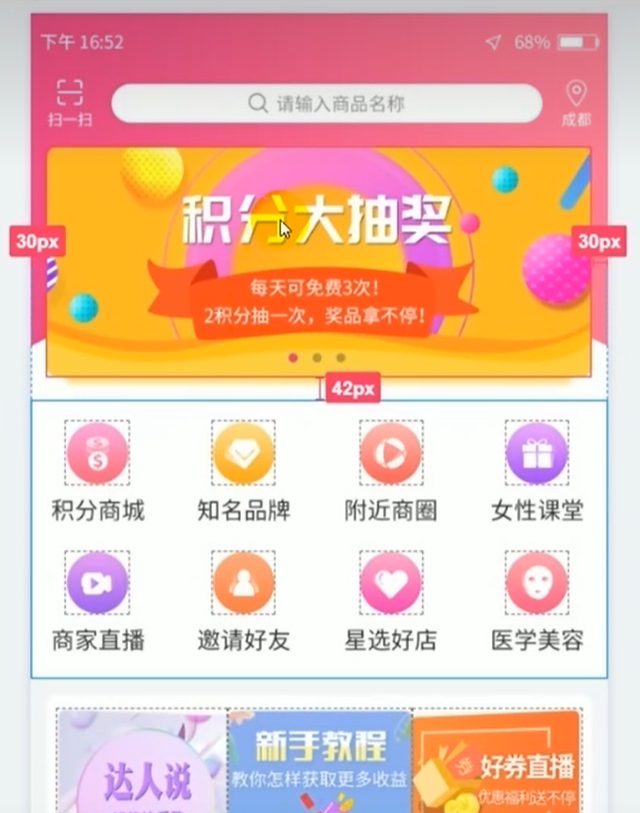 下午 16:52
68%
扫一扫
请输入商品名称
成都
积分大抽奖
30px
30px
每天可免费3次！
2积分抽一次，奖品拿不停！
42px
积分商城
知名品牌
附近商圈
女性课堂
商家直播
邀请好友
星选好店
医学美容
达人说
新手教程
教你怎样获取更多收益
好券直播
优惠福利送不停